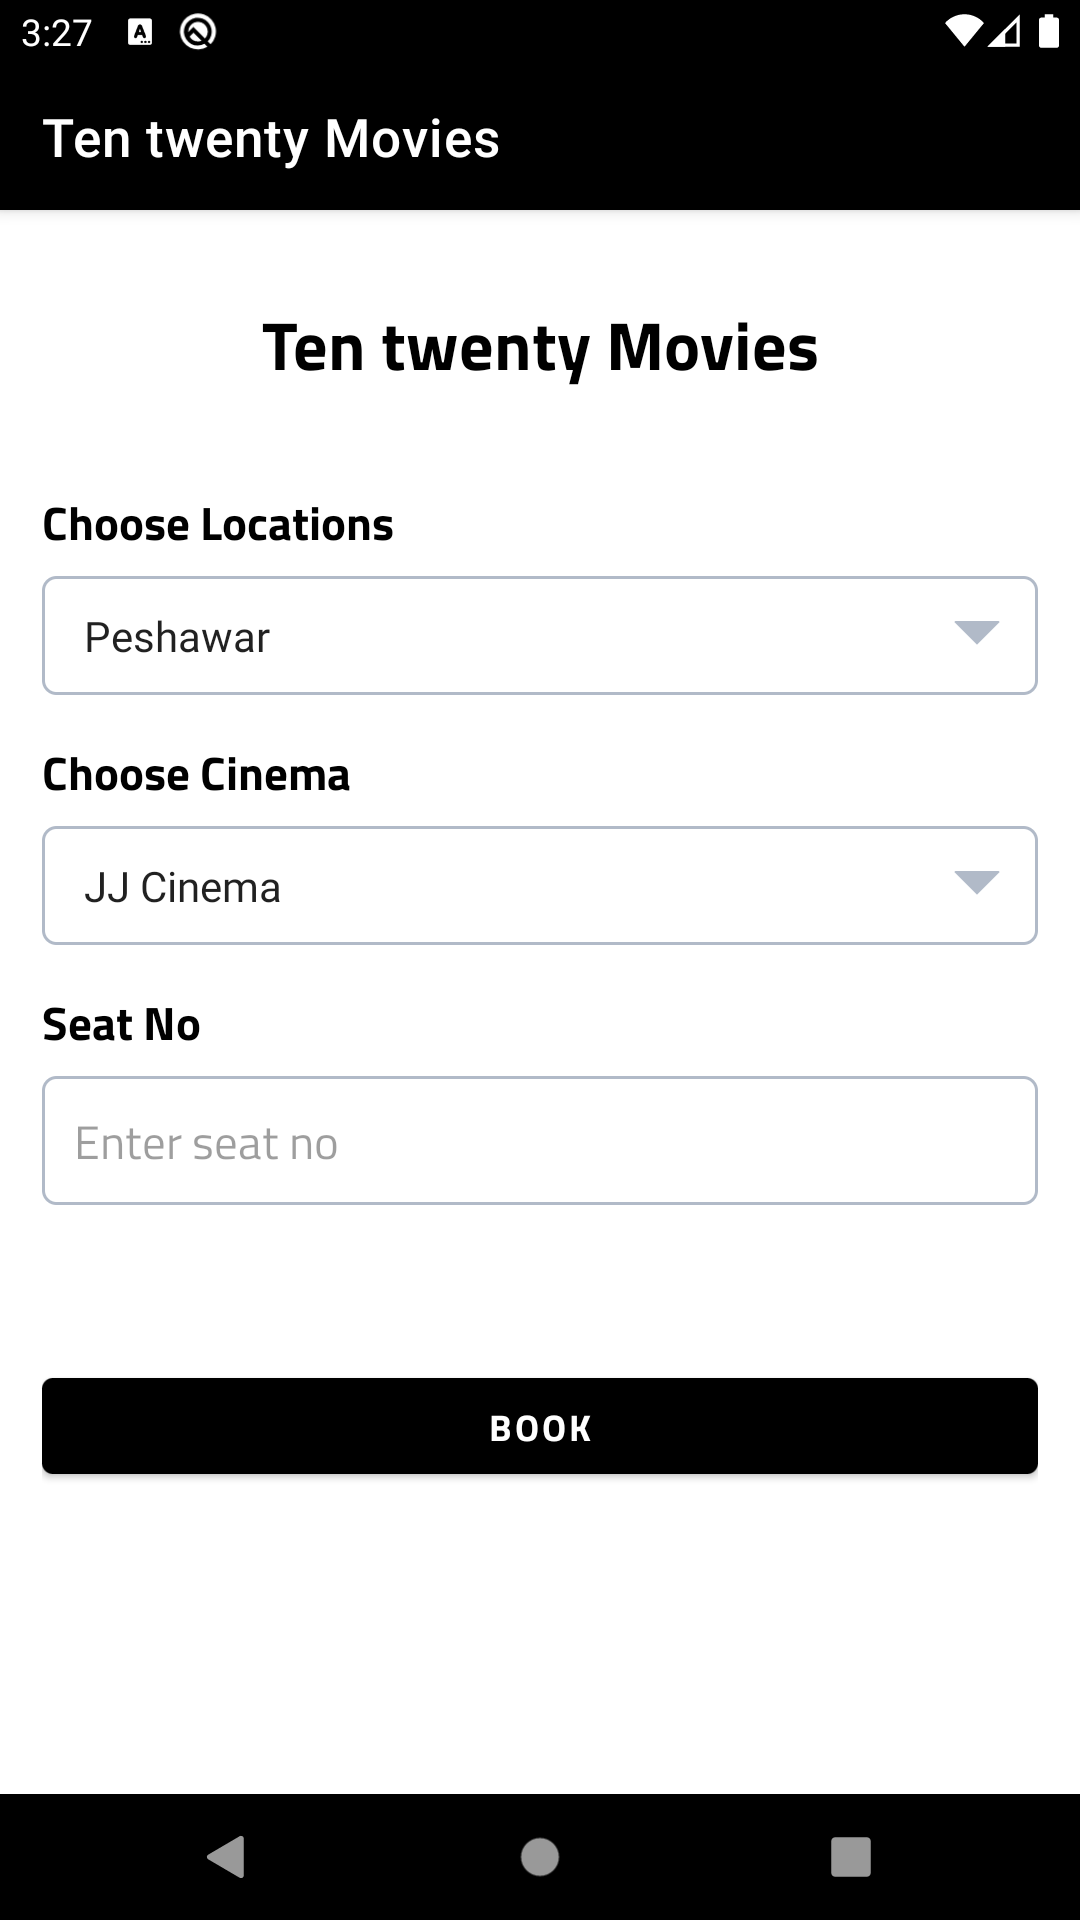 3:27
Ten twenty Movies
Ten twenty Movies
Choose Locations
Peshawar
Choose Cinema
JJ Cinema
Seat No
Enter seat no
BOOK